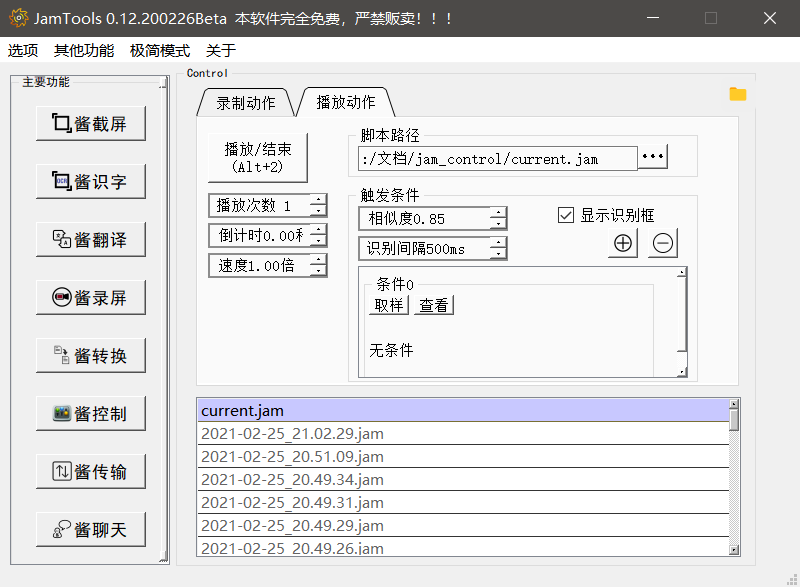 JamTools 0.12.200226Beta 本软件完全免费，严禁贩卖！！！
选项 其他功能 极简模式 关于
主要功能
酱截屏
酱识字
酱翻译
酱录屏
酱转换
酱控制
酱传输
酱聊天
Control
录制动作 播放动作
播放/结束
(Alt+2)
播放次数 1
倒计时0.00
速度1.00倍
脚本路径
:/文档/jam_control/current.jam
•••
触发条件
相似度0.85
识别间隔500ms
显示识别框
条件0
取样 查看
无条件
current.jam
2021-02-25_21.02.29.jam
2021-02-25_20.51.09.jam
2021-02-25_20.49.34.jam
2021-02-25_20.49.31.jam
2021-02-25_20.49.29.jam
2021-02-25_20.49.26.jam